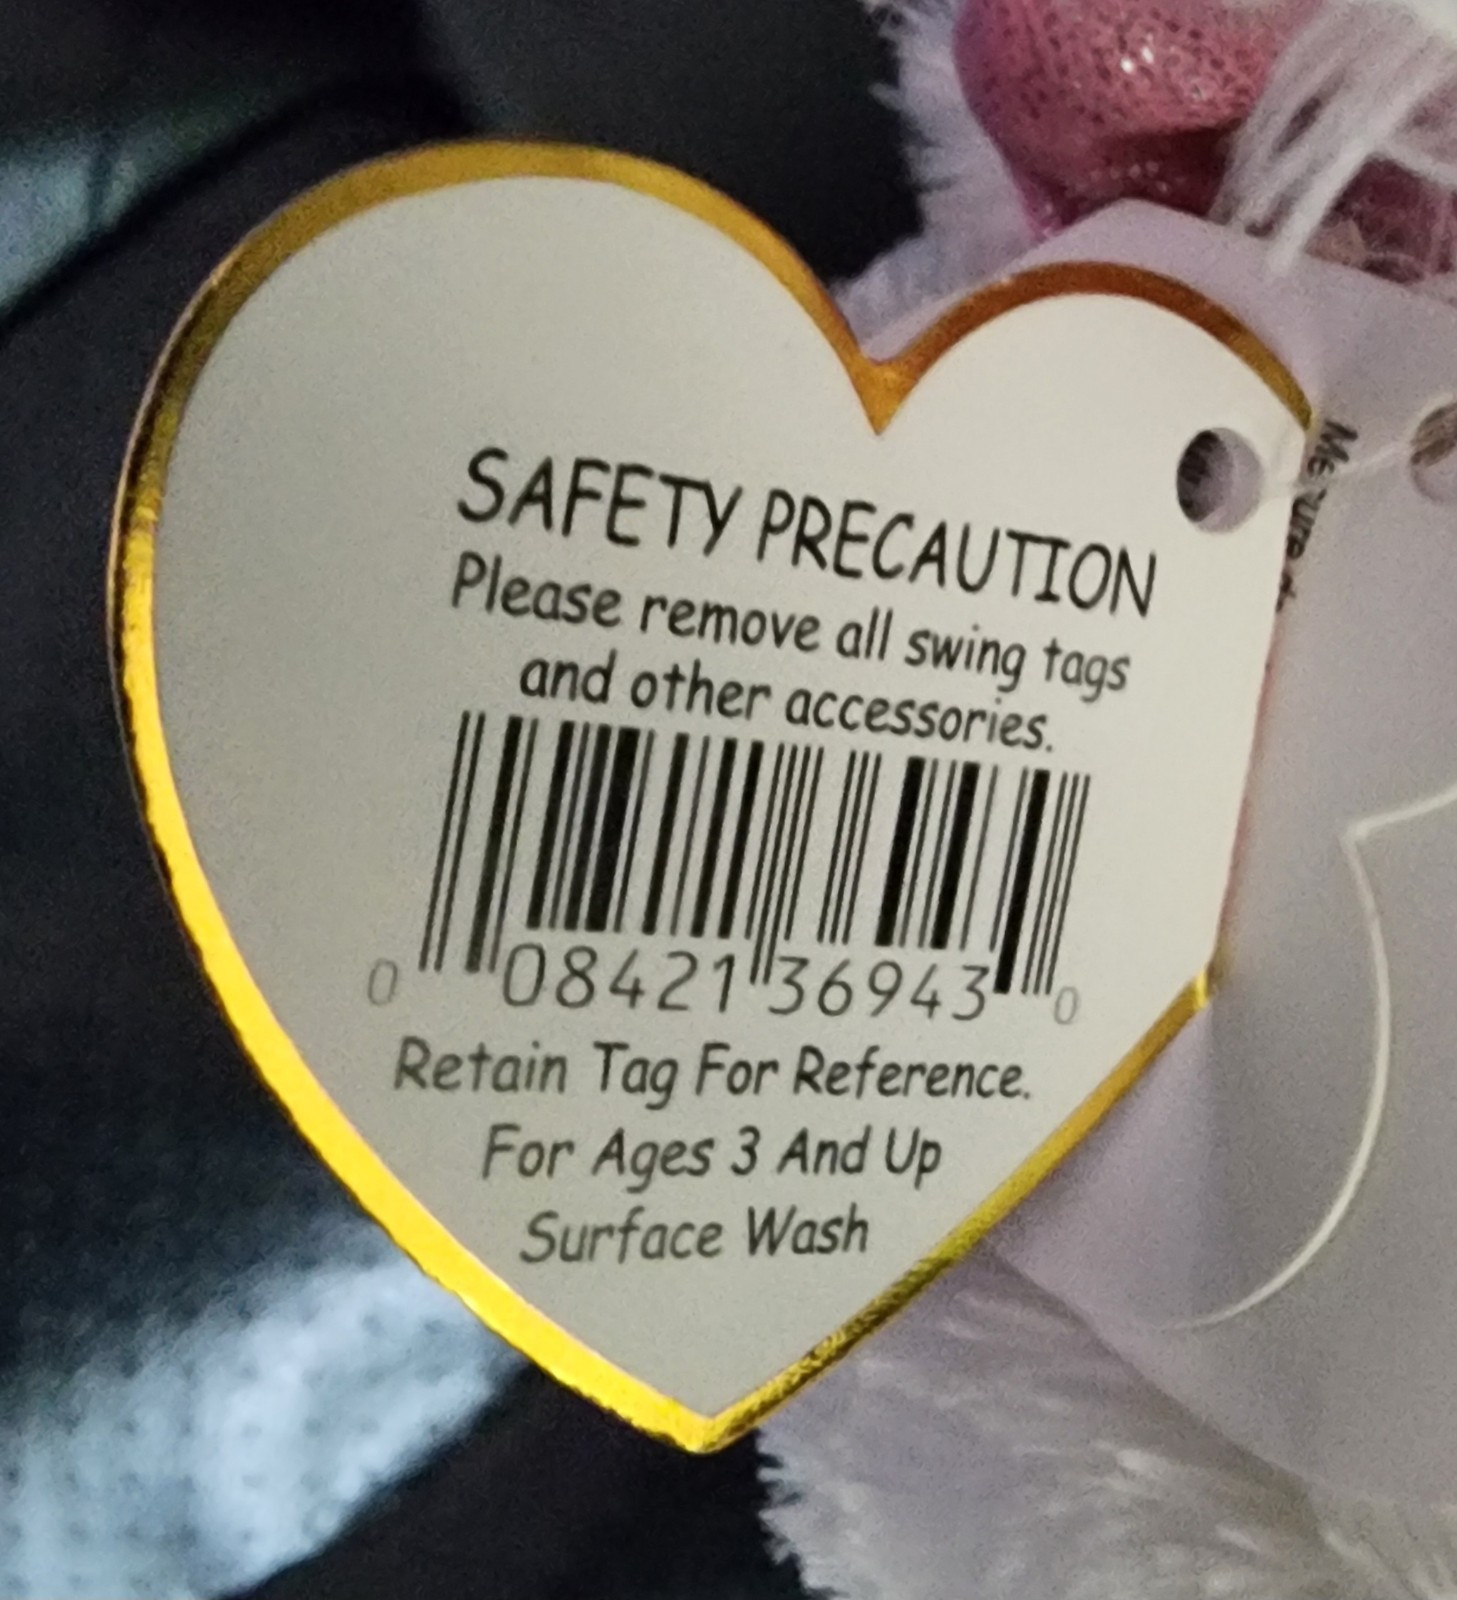 SAFETY PRECAUTION
Please remove all swing tags
and other accessories.
0 08421 36943 0
Retain Tag For Reference.
For Ages 3 And Up
Surface Wash